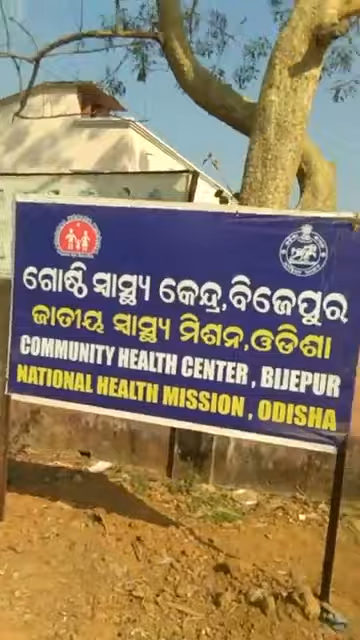 ଗୋଷ୍ଠି ସ୍ୱାସ୍ଥ୍ୟ କେନ୍ଦ୍ର,ବିଜେପୁର
ଜାତୀୟ ସ୍ୱାସ୍ଥ୍ୟ ମିଶନ,ଓଡିଶା
COMMUNITY HEALTH CENTER , BIJEPUR
NATIONAL HEALTH MISSION , ODISHA